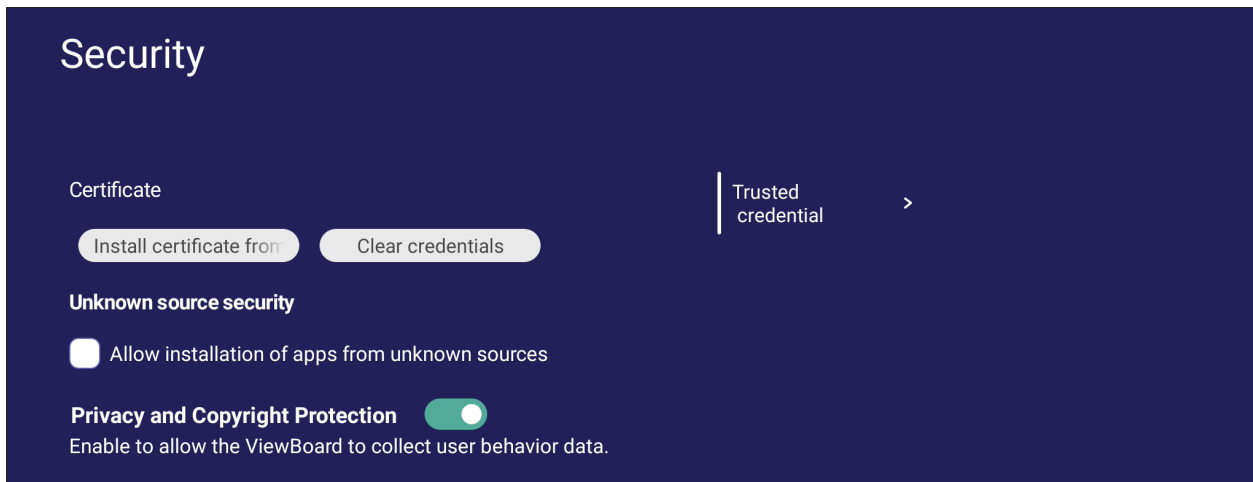 Security
Certificate
Install certificate from
Clear credentials
Trusted
credential
>
Unknown source security
Allow installation of apps from unknown sources
Privacy and Copyright Protection
Enable to allow the ViewBoard to collect user behavior data.